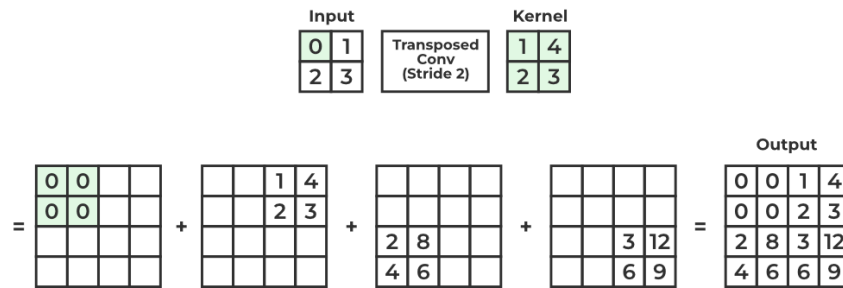 Input Kernel
0 1 Transposed 1 4
Conv
2 3 (Stride 2) 2 3
Output
0 0 1 4 0 0 1 4
0 0 2 3 0 0 2 3
= + + + =
2 8 3 12 2 8 3 12
4 6 6 9 4 6 6 9